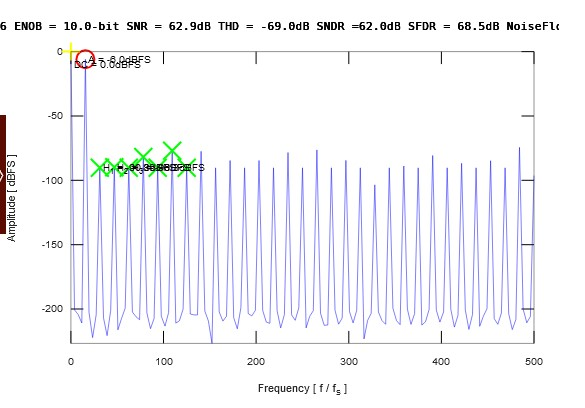 6 ENOB = 10.0-bit SNR = 62.9dB THD = -69.0dB SNDR =62.0dB SFDR = 68.5dB
0
A = -6.0dBFS
DC = 0.0dBFS
-50
-100
-150
-200
Amplitude [ dBFS ]
0 100 200 300 400 500
Frequency [ f / fs ]